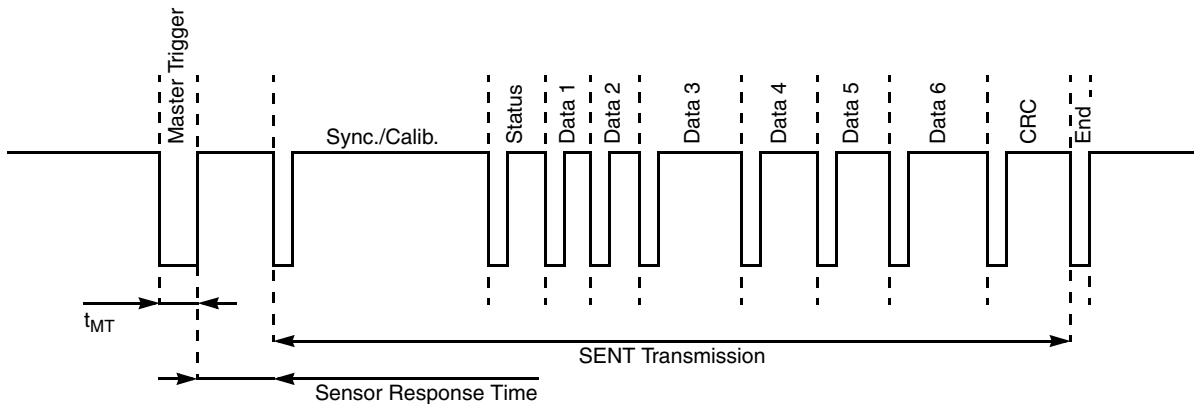 Master Trigger
Sync./Calib.
Status
Data 1
Data 2
Data 3
Data 4
Data 5
Data 6
CRC
End
tMT
SENT Transmission
Sensor Response Time